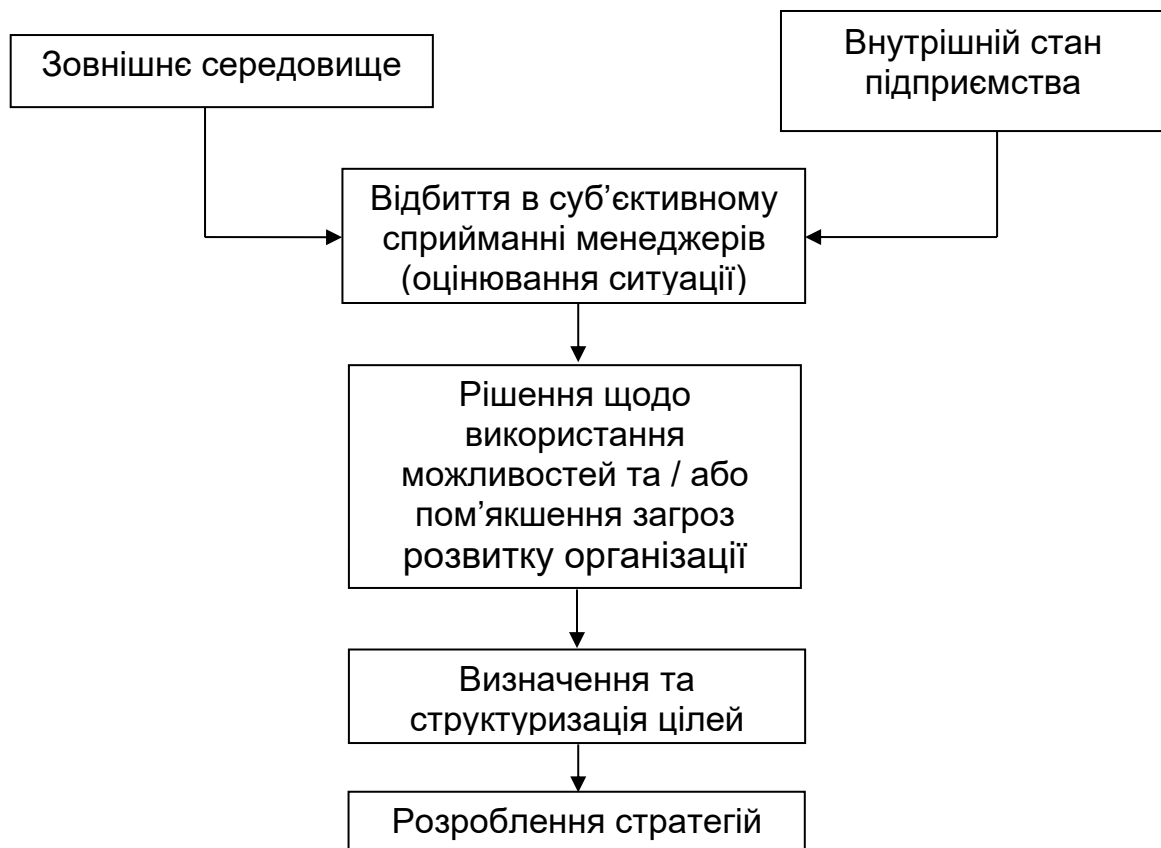 Зовнішнє середовище
Внутрішній стан
підприємства
Відбиття в суб’єктивному
сприйманні менеджерів
(оцінювання ситуації)
Рішення щодо
використання
можливостей та / або
пом’якшення загроз
розвитку організації
Визначення та
структуризація цілей
Розроблення стратегій